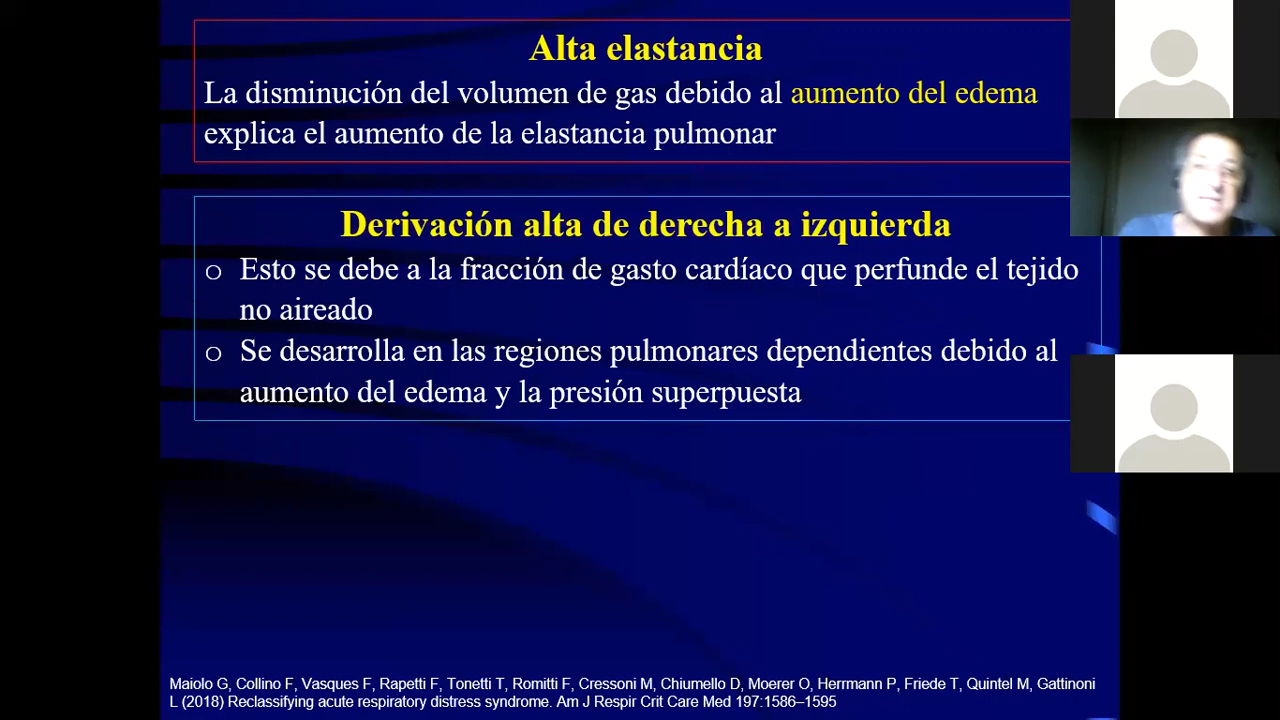 Alta elastancia
La disminución del volumen de gas debido al aumento del edema
explica el aumento de la elastancia pulmonar
Derivación alta de derecha a izquierda
o Esto se debe a la fracción de gasto cardíaco que perfunde el tejido
no aireado
o Se desarrolla en las regiones pulmonares dependientes debido al
aumento del edema y la presión superpuesta
Maiolo G, Collino F, Vasques F, Rapetti F, Tonetti T, Romitti F, Cressoni M, Chiumello D, Moerer O, Herrmann P, Friede T, Quintel M, Gattinoni
L (2018) Reclassifying acute respiratory distress syndrome. Am J Respir Crit Care Med 197:1586–1595